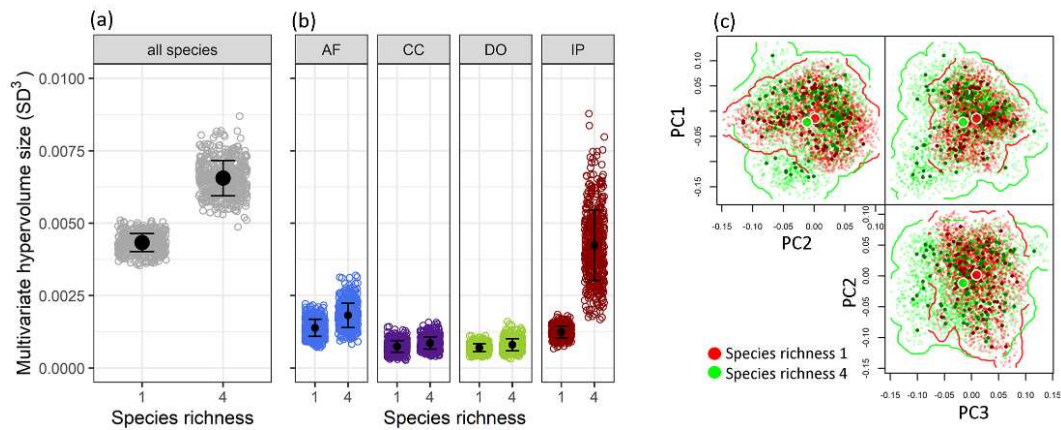 (a)
(b)
(c)
all species
AF
CC
DO
IP
Multivariate hypervolume size (SD³)
0.0100
0.0075
0.0050
0.0025
0.0000
1 4
Species richness
1 4 1 4 1 4 1 4
Species richness
PC1
0.05
-0.05
-0.15
-0.15 -0.10 -0.05 0.00 0.05 0.10
PC2
0.05
-0.05
-0.15
PC2
0.10
0.05
0.00
-0.05
-0.15
-0.15 -0.10 -0.05 0.00 0.05 0.10 0.15
PC3
Species richness 1
Species richness 4